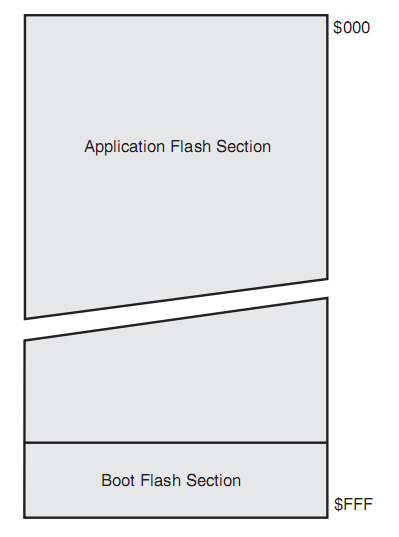 $000
Application Flash Section
Boot Flash Section
$FFF